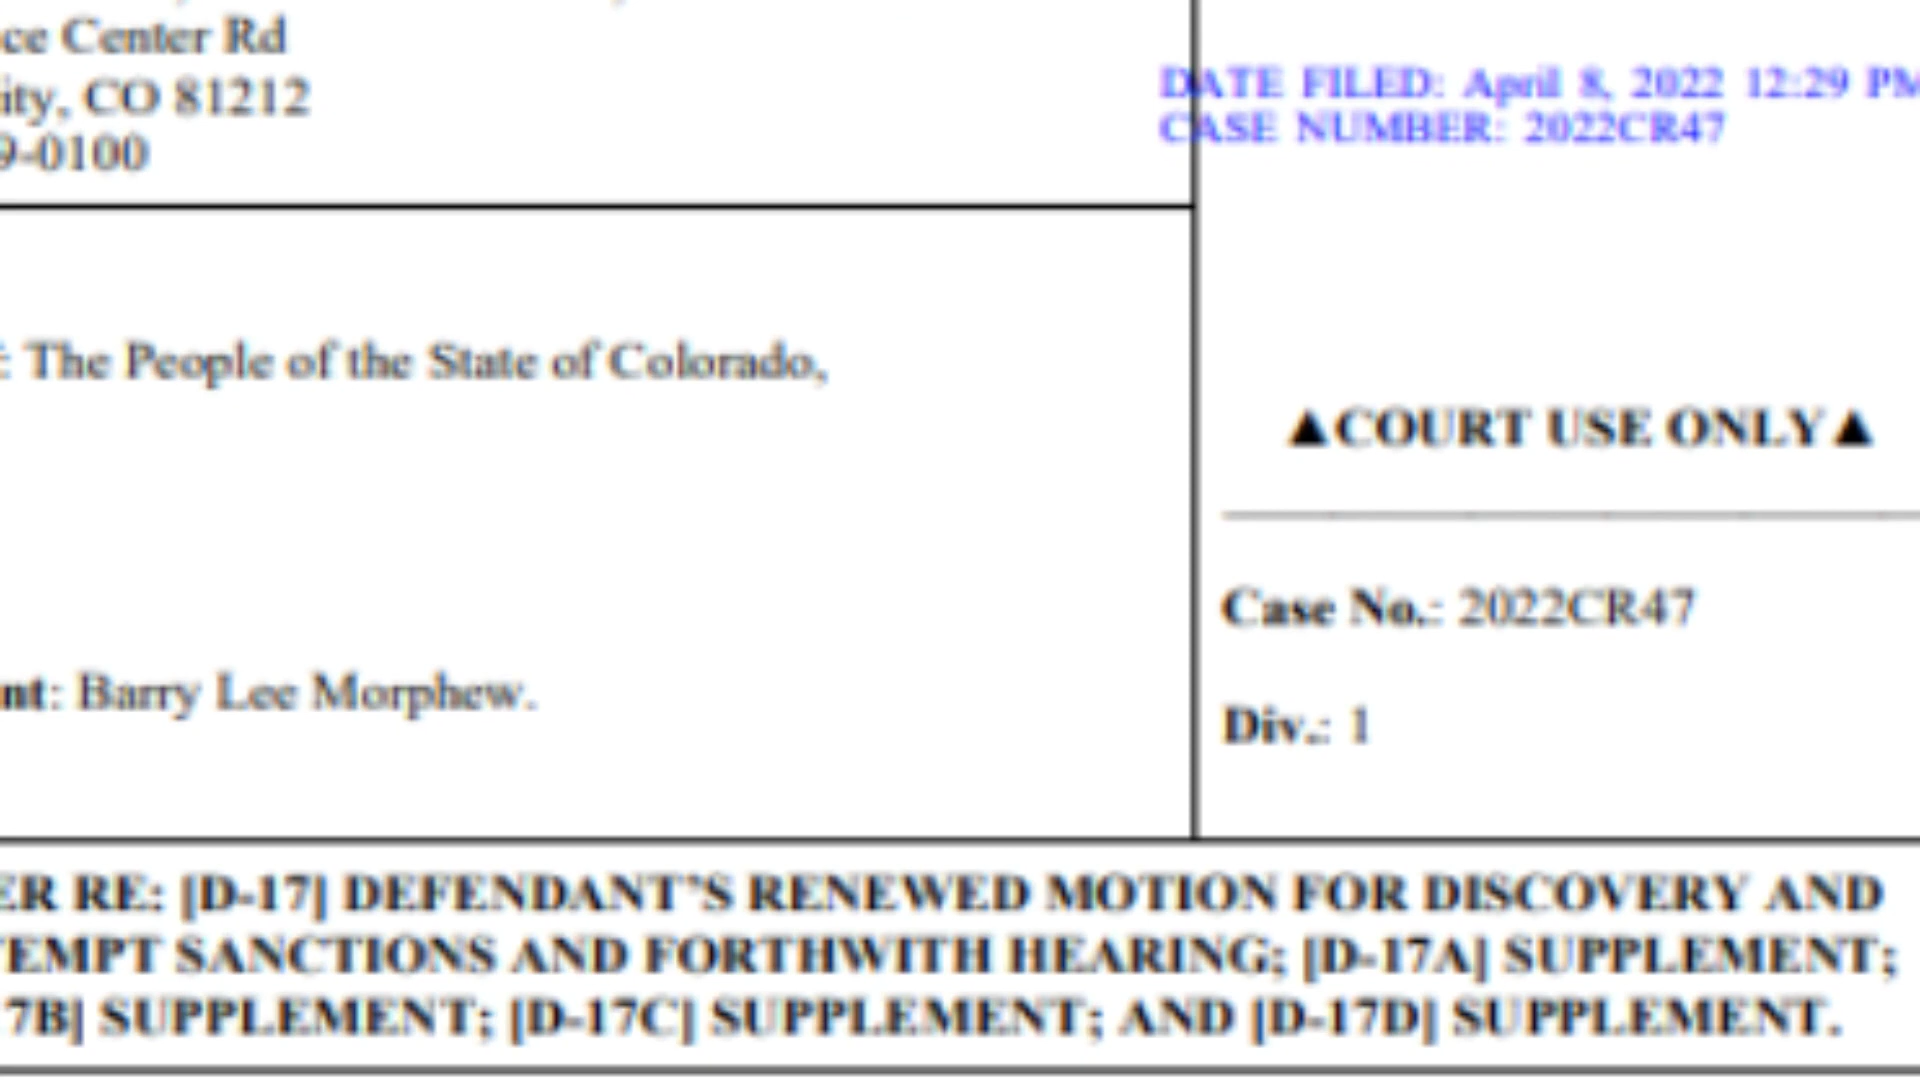 ce Center Rd
ity, CO 81212
9-0100
DATE FILED: April 8, 2022 12:29 PM
CASE NUMBER: 2022CR47
: The People of the State of Colorado,
▲COURT USE ONLY▲
Case No.: 2022CR47
nt: Barry Lee Morphew.
Div.: 1
ER RE: [D-17] DEFENDANT’S RENEWED MOTION FOR DISCOVERY AND
TEMPT SANCTIONS AND FORTHWITH HEARING; [D-17A] SUPPLEMENT;
7B] SUPPLEMENT; [D-17C] SUPPLEMENT; AND [D-17D] SUPPLEMENT.